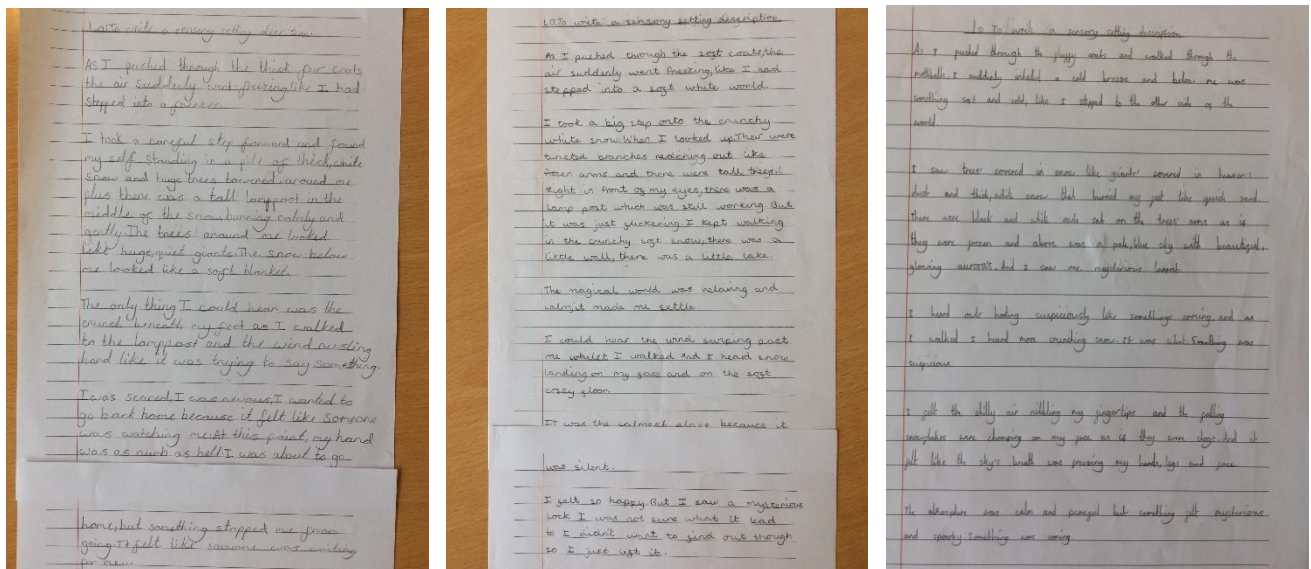 LO: To write a sensory setting description
As I puched through the thick fur coats
the air suddenly went freezing, like I had
stepped into a freezer.
I took a careful step forward and found
my self standing in a pile of thick, white
snow and huge trees towered around me
plus there was a tall lamppost in the
middle of the snow burning calmly and
gently. The trees around me looked
like huge, quiet giants. The snow below
me looked like a soft blanket.
The only thing I could hear was the
crunch beneath my feet as I walked
to the lamppost and the wind rusling
hard like it was trying to say something.
I was scared, I was nervous, I wanted to
go back home because it felt like someone
was watching me. At this point, my hand
was as as hell I was about to go
home, but something stopped me from
going. It felt like someone was waiting
for me...
LO: To write a sensory setting description
As I puched through the soft coats, the
air suddenly went freezing, like I had
stepped into a soft white world.
I took a big step onto the crunchy
white snow. When I looked up. Their were
twisted branches reaching out like
frozen arms and there were tall trees.
Right in front of my eyes, there was a
lamp post which was still working. But
it was just flickering I kept walking
in the crunchy soft snow, there was a
little wall, there was a little lake.
The magical world was relaxing and
calm, it made me settle.
I could hear the wind past
me whilst I walked And I heard snow
landing on my face and on the soft
floor.
It was the calmest place because it
was silent.
I felt so happy. But I saw a mysterious
I was not sure what it lead
to I didn't want to find out though
so I just left it.
LO To write a sensory setting description
As I pushed through the fluffy coats and walked through the
mothballs, I suddenly inhaled a cold breeze and below me was
something soft and cold, like I stepped to the other side of the
world.
I saw trees covered in snow like giants covered in heaven's
dust and thick, white snow that buried my feet like quick sand.
There were black and white sat on the trees' arms as if
they were frozen and above was a pale, blue sky with beautiful,
glowing aurora's. And I saw one mysterious
I heard owls suspiciously like something coming, and as
I walked I heard more crunching snow. It was Something was
suspicious.
I felt the chilly air nibbling my fingertips and the falling
snowflakes were on my face as if they were dogs. And it
felt like the sky's breath was freezing my hands, legs and face.
The atmosphere was calm and peaceful but something felt mysterious
and spooky. Something was coming.